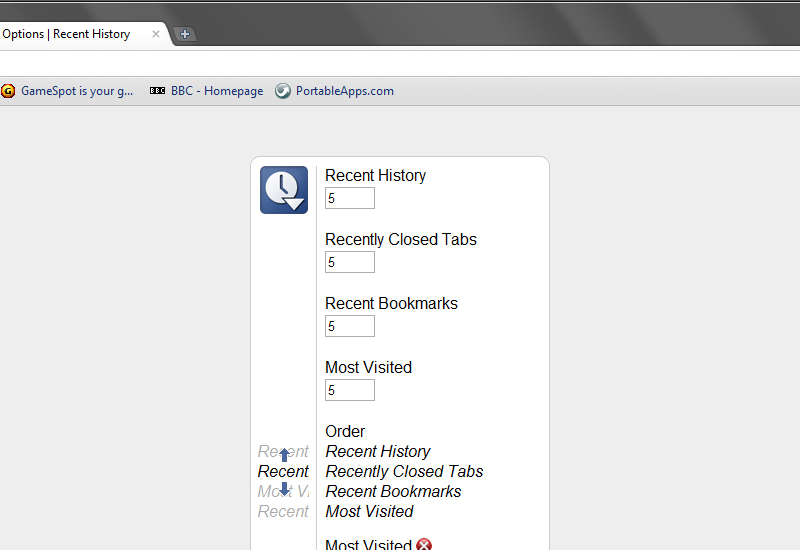 Options | Recent History
GameSpot is your g... BBC BBC - Homepage PortableApps.com
Recent History
5
Recently Closed Tabs
5
Recent Bookmarks
5
Most Visited
5
Order
Recent Recent History
Recent Recently Closed Tabs
Most Vi Recent Bookmarks
Recent Most Visited
Most Visited